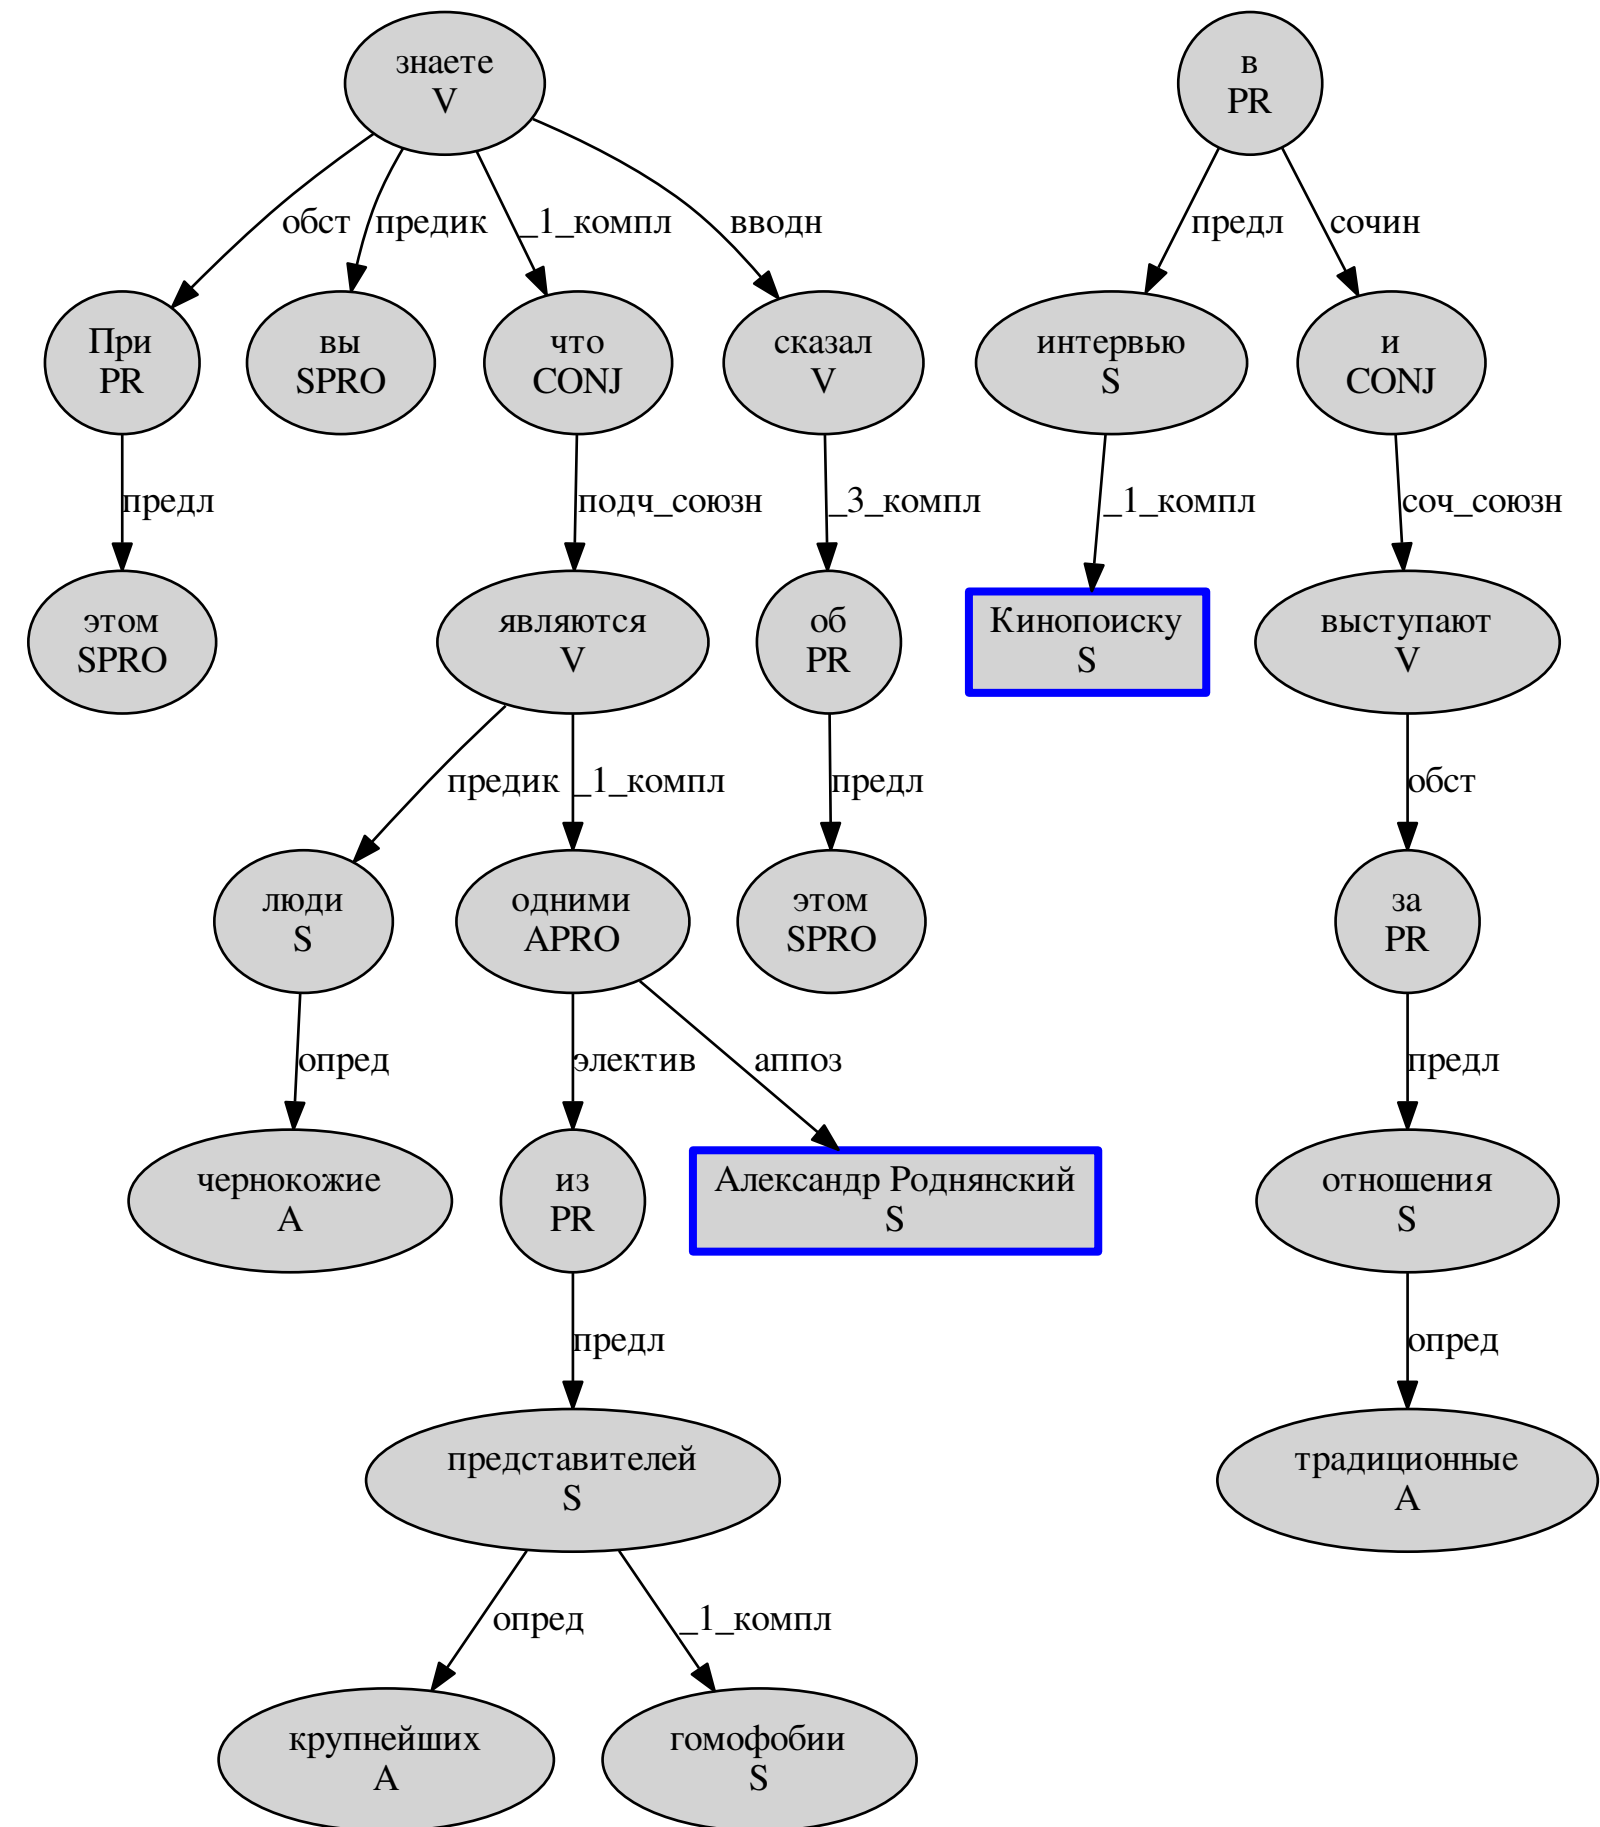 знаете
V
в
PR
обст
предик
_1_компл
вводн
предл
сочин
При
PR
вы
SPRO
что
CONJ
сказал
V
интервью
S
и
CONJ
предл
подч_союзн
_3_компл
_1_компл
соч_союзн
этом
SPRO
являются
V
об
PR
Кинопоиску
S
выступают
V
предик
_1_компл
предл
обст
люди
S
одними
APRO
этом
SPRO
за
PR
опред
электив
аппоз
предл
чернокожие
A
из
PR
Александр Роднянский
S
отношения
S
предл
опред
представителей
S
традиционные
A
опред
_1_компл
крупнейших
A
гомофобии
S